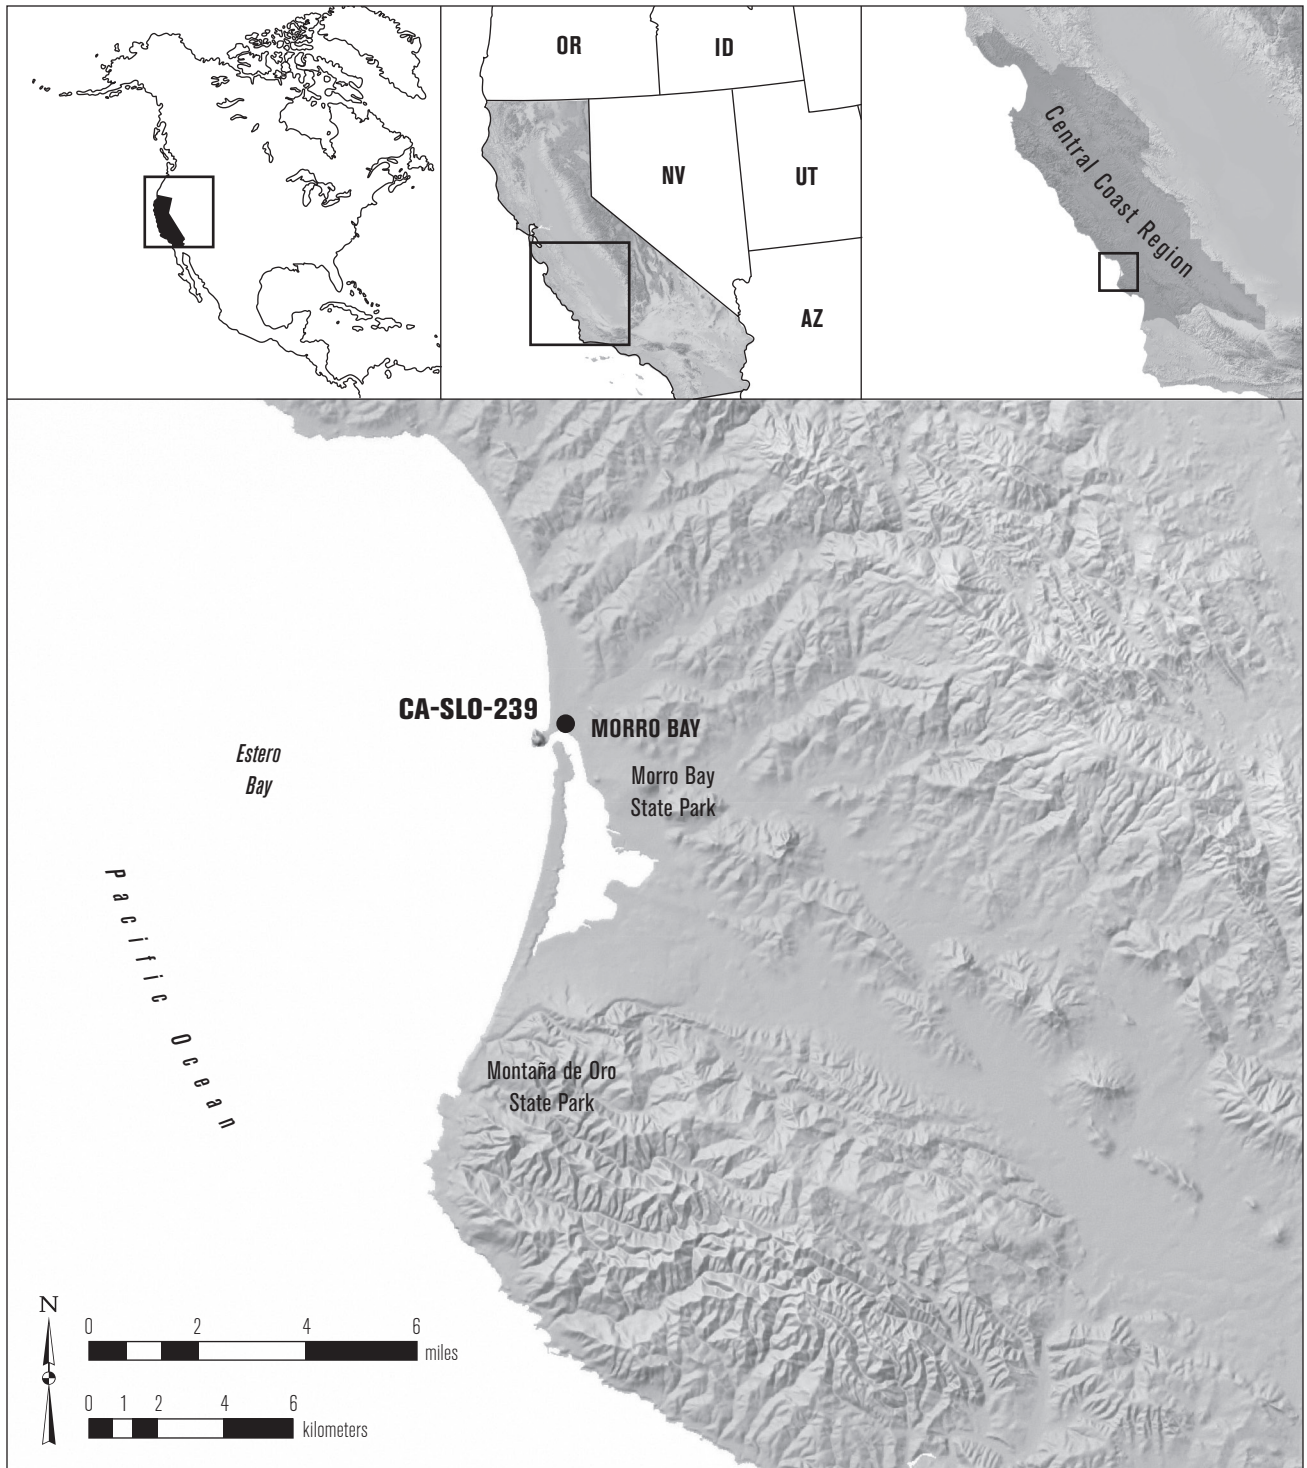 OR
ID
NV
UT
AZ
Central Coast Region
CA-SLO-239
MORRO BAY
Estero
Bay
Morro Bay
State Park
Pacific Ocean
Montaña de Oro
State Park
N
0 2 4 6
miles
0 1 2 4 6
kilometers